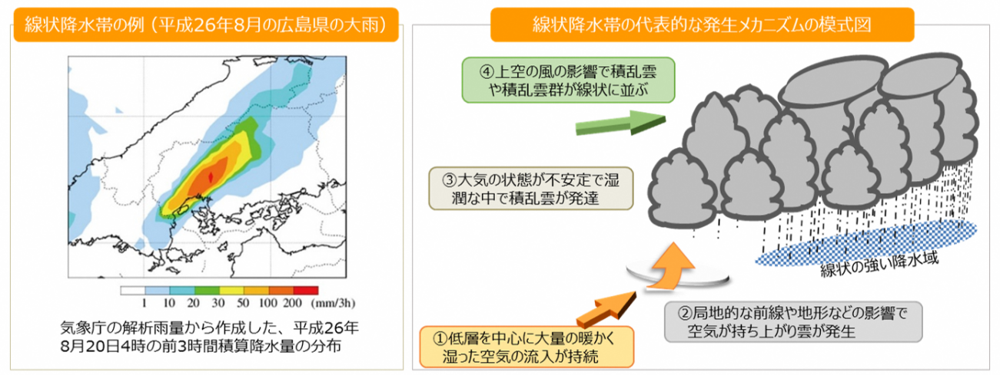 線状降水帯の例（平成26年8月の広島県の大雨）
1 10 20 30 50 100 200 (mm/3h)
気象庁の解析雨量から作成した、平成26年
8月20日4時の前3時間積算降水量の分布
線状降水帯の代表的な発生メカニズムの模式図
④上空の風の影響で積乱雲
や積乱雲群が線状に並ぶ
③大気の状態が不安定で湿
潤な中で積乱雲が発達
線状の強い降水域
②局地的な前線や地形などの影響で
空気が持ち上がり雲が発生
①低層を中心に大量の暖かく
湿った空気の流入が持続